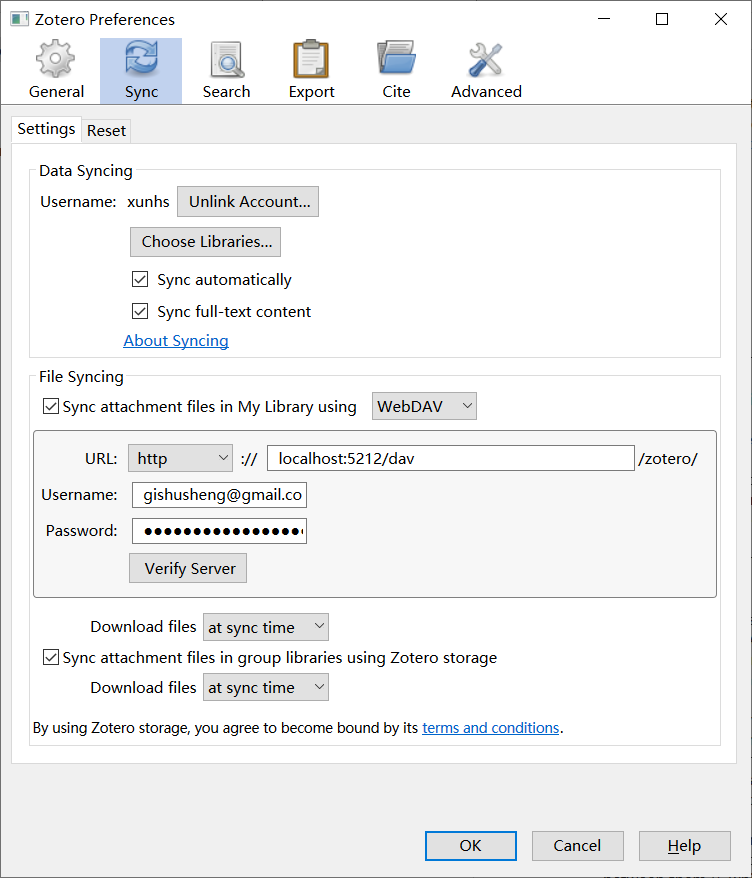 Zotero Preferences
General Sync Search Export Cite Advanced
Settings Reset
Data Syncing
Username: xunhs Unlink Account...
Choose Libraries...
Sync automatically
Sync full-text content
About Syncing
File Syncing
Sync attachment files in My Library using WebDAV
URL: http :// localhost:5212/dav /zotero/
Username: gishusheng@gmail.co
Password: 
Verify Server
Download files at sync time
Sync attachment files in group libraries using Zotero storage
Download files at sync time
By using Zotero storage, you agree to become bound by its terms and conditions.
OK Cancel Help